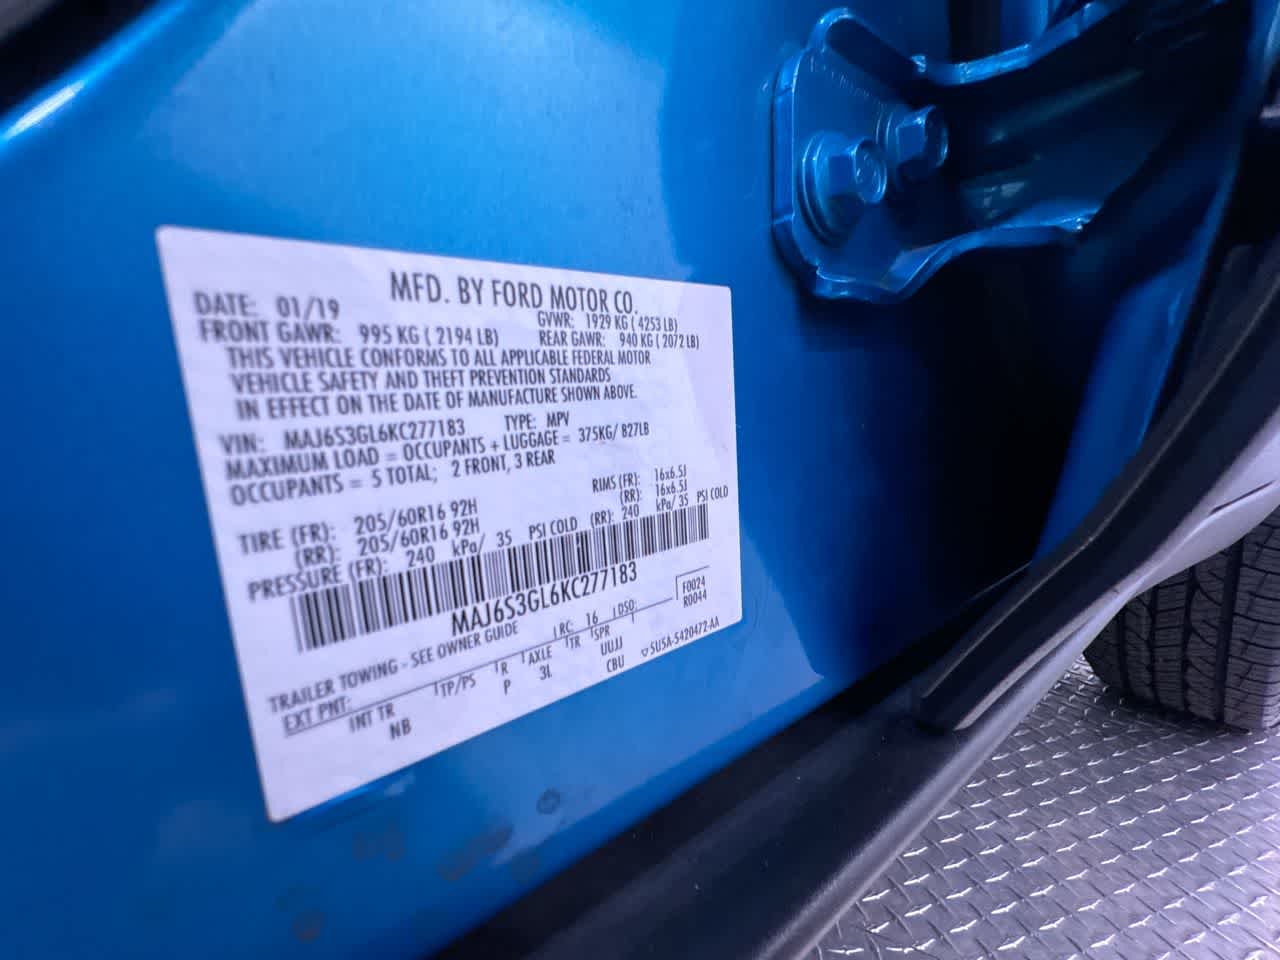 MFD. BY FORD MOTOR CO.
DATE: 01/19 GVWR: 1929 KG ( 4253 LB)
FRONT GAWR: 995 KG ( 2194 LB) REAR GAWR: 940 KG ( 2072 LB)
THIS VEHICLE CONFORMS TO ALL APPLICABLE FEDERAL MOTOR
VEHICLE SAFETY AND THEFT PREVENTION STANDARDS
IN EFFECT ON THE DATE OF MANUFACTURE SHOWN ABOVE.
VIN: MAJ6S3GL6KC277183 TYPE: MPV
MAXIMUM LOAD = OCCUPANTS + LUGGAGE = 375KG/ 827LB
OCCUPANTS = 5 TOTAL; 2 FRONT, 3 REAR
TIRE (FR): 205/60R16 92H RIMS (FR): 16x6.5J
(RR): 205/60R16 92H (RR): 16x6.5J
PRESSURE (FR): 240 kPa/ 35 PSI COLD (RR): 240 kPa/ 35 PSI COLD
MAJ6S3GL6KC277183
TRAILER TOWING - SEE OWNER GUIDE
F0024
R0044
EXT PNT: RC: 16 DSO:
INT TR TP/PS R AXLE TR SPR
NB P 3L UUJJ
CBU
5U5A-5420472-AA